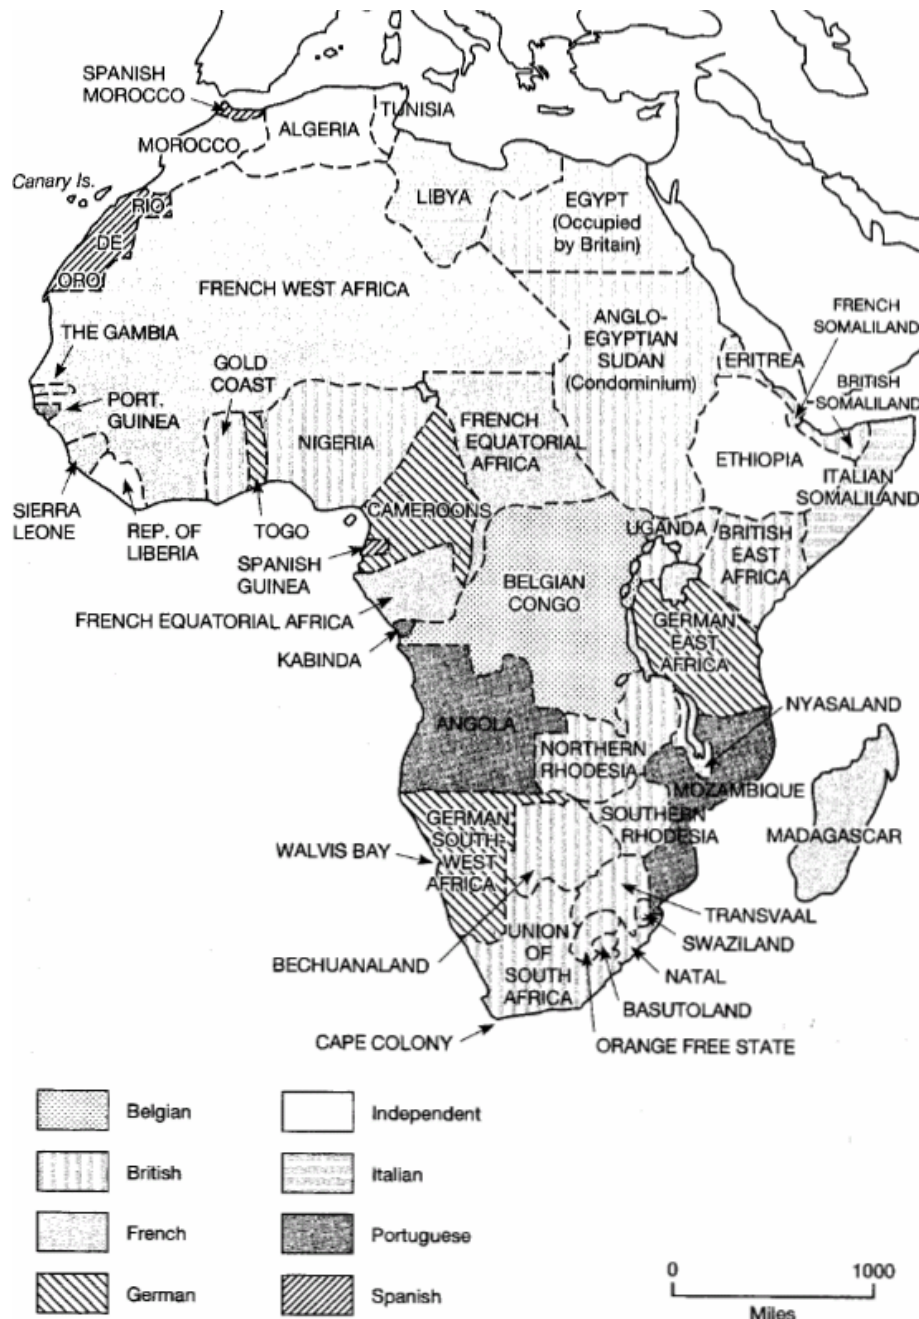 SPANISH
MOROCCO
TUNISIA
ALGERIA
MOROCCO
Canary Is.
LIBYA
EGYPT
(Occupied
by Britain)
RIO
DE
ORO
FRENCH WEST AFRICA
ANGLO-
EGYPTIAN
SUDAN
(Condominium)
FRENCH
SOMALILAND
THE GAMBIA
GOLD
COAST
ERITREA
BRITISH
SOMALILAND
PORT.
GUINEA
NIGERIA
FRENCH
EQUATORIAL
AFRICA
ETHIOPIA
ITALIAN
SOMALILAND
SIERRA
LEONE
REP. OF
LIBERIA
TOGO
CAMEROONS
UGANDA
BRITISH
EAST
AFRICA
SPANISH
GUINEA
BELGIAN
CONGO
FRENCH EQUATORIAL AFRICA
GERMAN
EAST
AFRICA
KABINDA
NYASALAND
ANGOLA
NORTHERN
RHODESIA
MOZAMBIQUE
SOUTHERN
RHODESIA
MADAGASCAR
GERMAN
SOUTH-
WEST
AFRICA
WALVIS BAY
TRANSVAAL
SWAZILAND
UNION
OF
SOUTH
AFRICA
BECHUANALAND
NATAL
BASUTOLAND
CAPE COLONY
ORANGE FREE STATE
Belgian
Independent
British
Italian
French
Portuguese
German
Spanish
0 1000
Miles